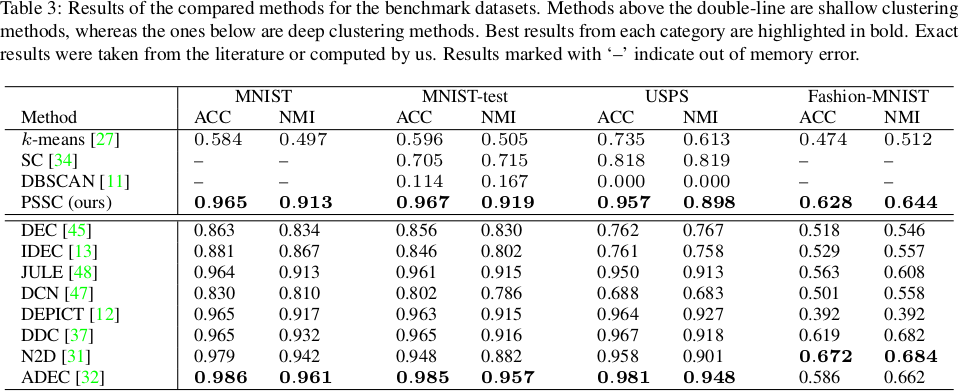 Table 3: Results of the compared methods for the benchmark datasets. Methods above the double-line are shallow clustering
methods, whereas the ones below are deep clustering methods. Best results from each category are highlighted in bold. Exact
results were taken from the literature or computed by us. Results marked with ‘–’ indicate out of memory error.
MNIST MNIST-test USPS Fashion-MNIST
Method ACC NMI ACC NMI ACC NMI ACC NMI
k-means [27] 0.584 0.497 0.596 0.505 0.735 0.613 0.474 0.512
SC [34] – – 0.705 0.715 0.818 0.819 – –
DBSCAN [11] – – 0.114 0.167 0.000 0.000 – –
PSSC (ours) 0.965 0.913 0.967 0.919 0.957 0.898 0.628 0.644
DEC [45] 0.863 0.834 0.856 0.830 0.762 0.767 0.518 0.546
IDEC [13] 0.881 0.867 0.846 0.802 0.761 0.758 0.529 0.557
JULE [48] 0.964 0.913 0.961 0.915 0.950 0.913 0.563 0.608
DCN [47] 0.830 0.810 0.802 0.786 0.688 0.683 0.501 0.558
DEPICT [12] 0.965 0.917 0.963 0.915 0.964 0.927 0.392 0.392
DDC [37] 0.965 0.932 0.965 0.916 0.967 0.918 0.619 0.682
N2D [31] 0.979 0.942 0.948 0.882 0.958 0.901 0.672 0.684
ADEC [32] 0.986 0.961 0.985 0.957 0.981 0.948 0.586 0.662